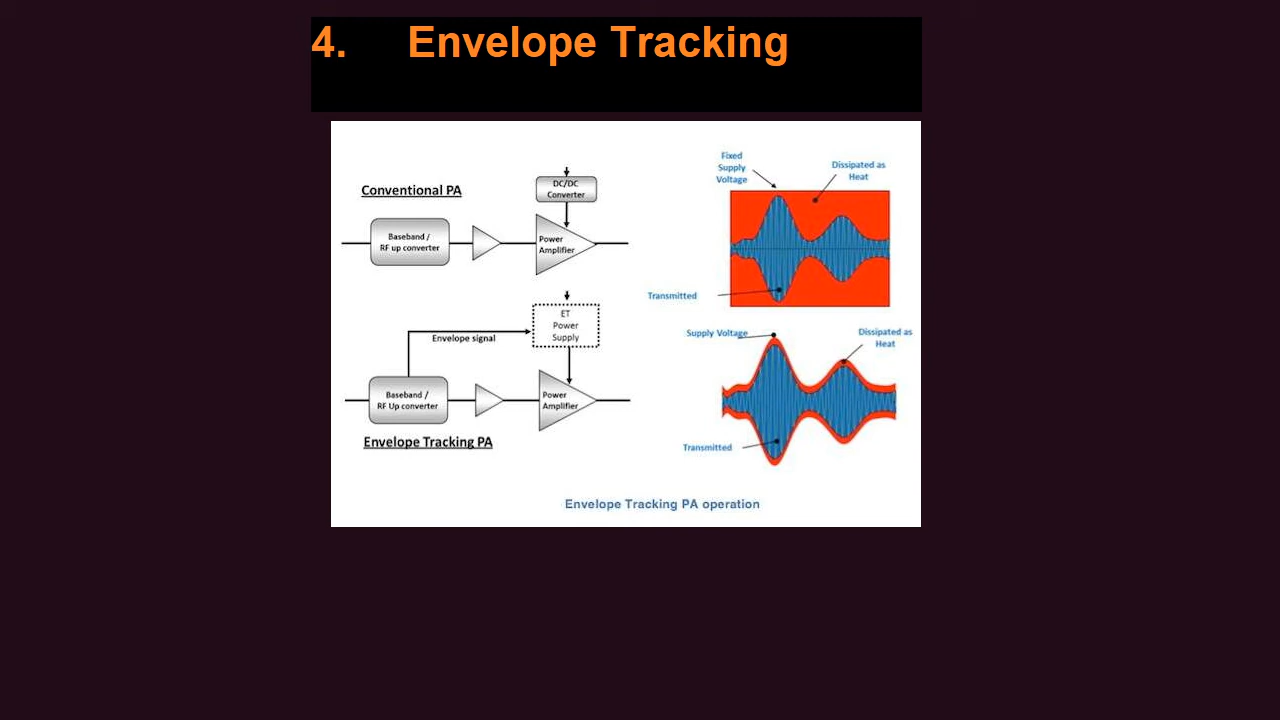 4. Envelope Tracking
Conventional PA
DC/DC
Converter
Baseband /
RF up converter
Power
Amplifier
Fixed
Supply
Voltage
Dissipated as
Heat
Transmitted
ET
Power
Supply
Envelope signal
Baseband /
RF Up converter
Power
Amplifier
Envelope Tracking PA
Supply Voltage
Dissipated as
Heat
Transmitted
Envelope Tracking PA operation